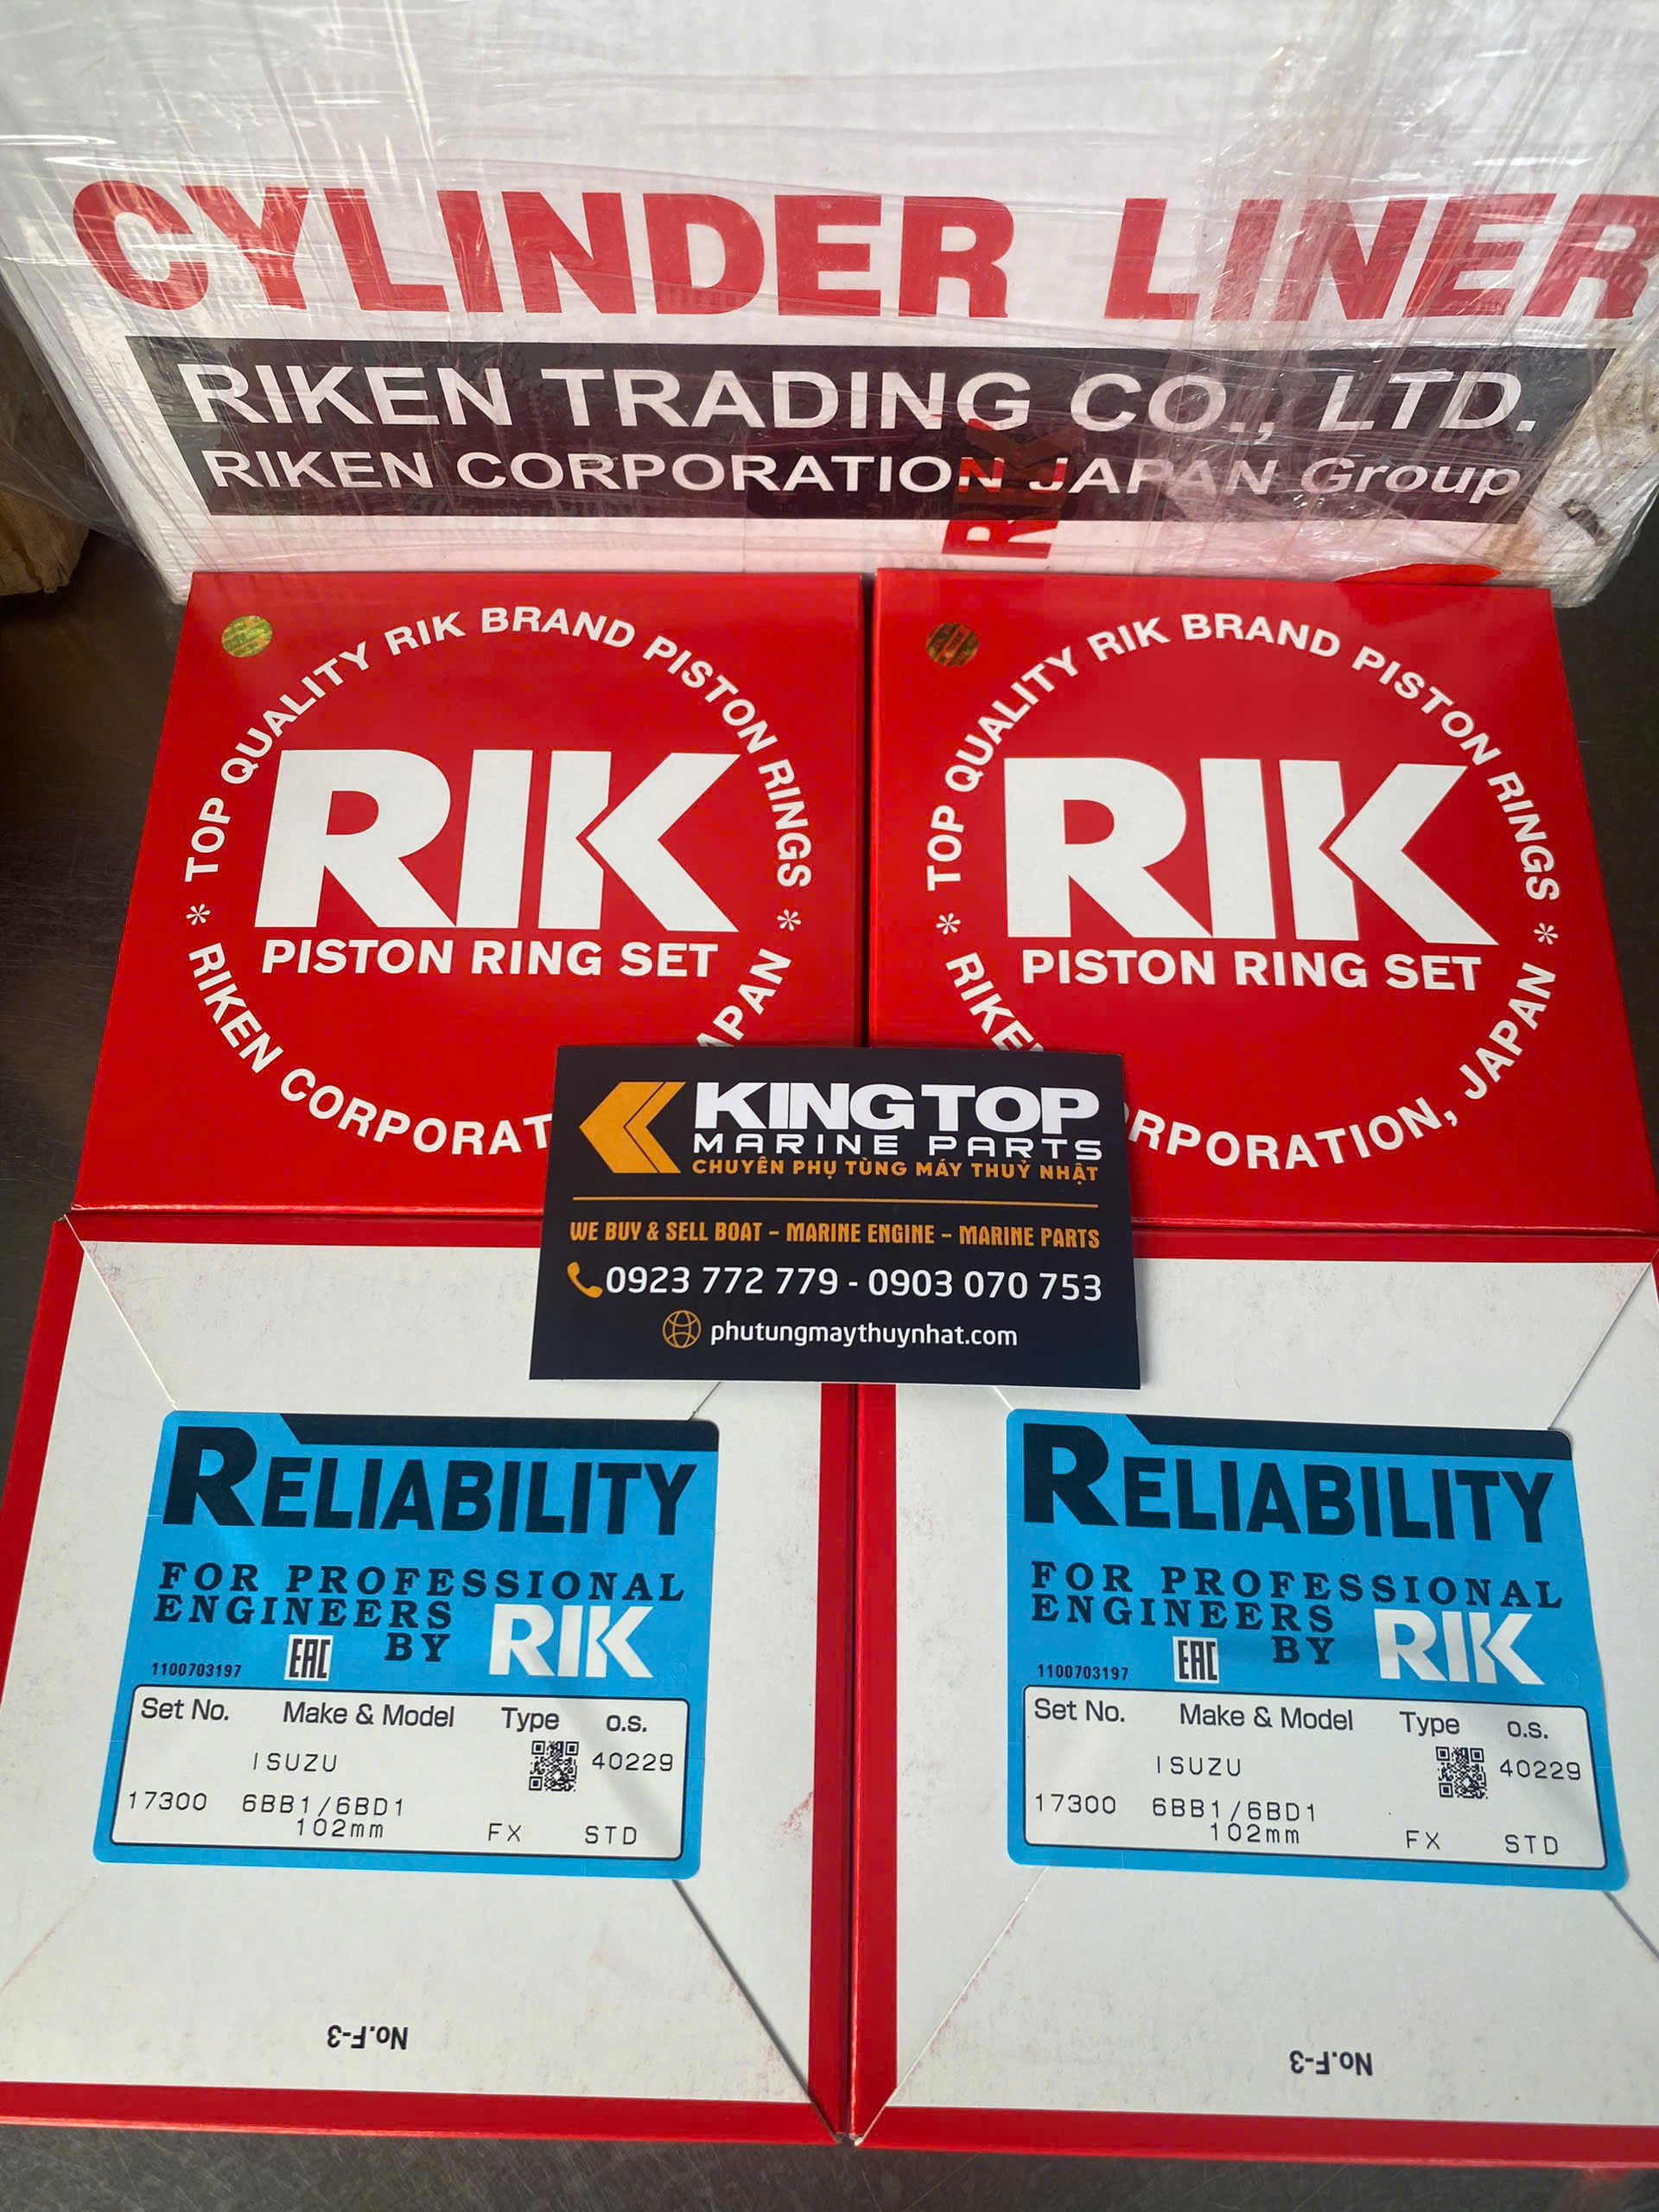 CYLINDER LINER
RIKEN TRADING CO., LTD.
RIKEN CORPORATION JAPAN Group
RIK
* TOP QUALITY RIK BRAND PISTON RINGS *
RIK
PISTON RING SET
RIKEN CORPORAT
APAN
* TOP QUALITY RIK BRAND PISTON RINGS *
RIK
PISTON RING SET
RIKE
RPORATION, JAPAN
KINGTOP
MARINE PARTS
CHUYÊN PHỤ TÙNG MÁY THUỶ NHẬT
WE BUY & SELL BOAT - MARINE ENGINE - MARINE PARTS
0923 772 779 - 0903 070 753
phutungmaythuynhat.com
RELIABILITY
FOR PROFESSIONAL
ENGINEERS
BY RIK
1100703197 EAC
Set No. Make & Model Type o.s.
ISUZU 40229
17300 6BB1/6BD1
102mm FX STD
No.F-3
RELIABILITY
FOR PROFESSIONAL
ENGINEERS
BY RIK
1100703197 EAC
Set No. Make & Model Type o.s.
ISUZU 40229
17300 6BB1/6BD1
102mm FX STD
No.F-3